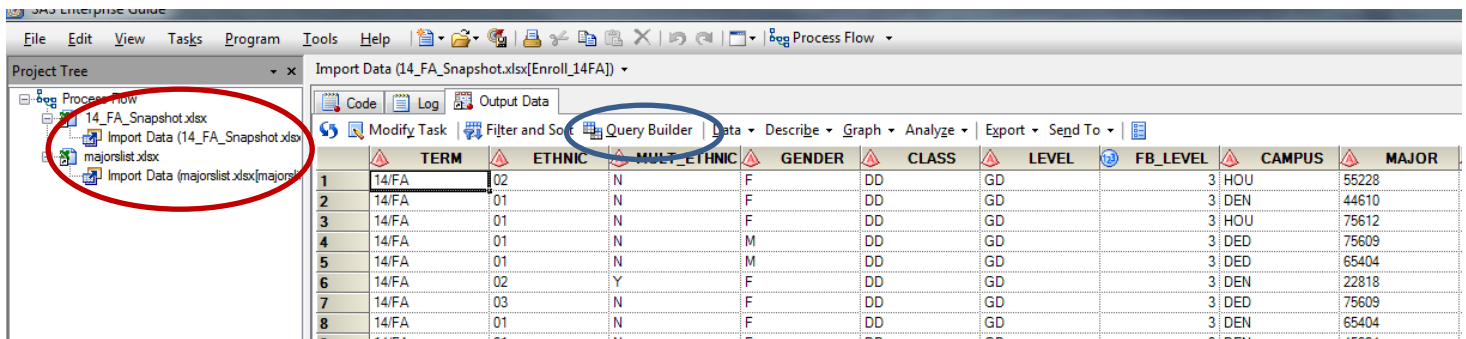 SAS Enterprise Guide
File Edit View Tasks Program Tools Help Process Flow
Project Tree
Import Data (14_FA_Snapshot.xlsx[Enroll_14FA])
Process Flow
14_FA_Snapshot.xlsx
Import Data (14_FA_Snapshot.xlsx
majorslist.xlsx
Import Data (majorslist.xlsx[majorsli
Code Log Output Data
Modify Task Filter and Sort Query Builder Data Describe Graph Analyze Export Send To
TERM ETHNIC MULT_ETHNIC GENDER CLASS LEVEL FB_LEVEL CAMPUS MAJOR
1 14/FA 02 N F DD GD 3 HOU 55228
2 14/FA 01 N F DD GD 3 DEN 44610
3 14/FA 01 N F DD GD 3 HOU 75612
4 14/FA 01 N M DD GD 3 DED 75609
5 14/FA 01 N M DD GD 3 DED 65404
6 14/FA 02 Y F DD GD 3 DEN 22818
7 14/FA 03 N F DD GD 3 DED 75609
8 14/FA 01 N F DD GD 3 DEN 65404